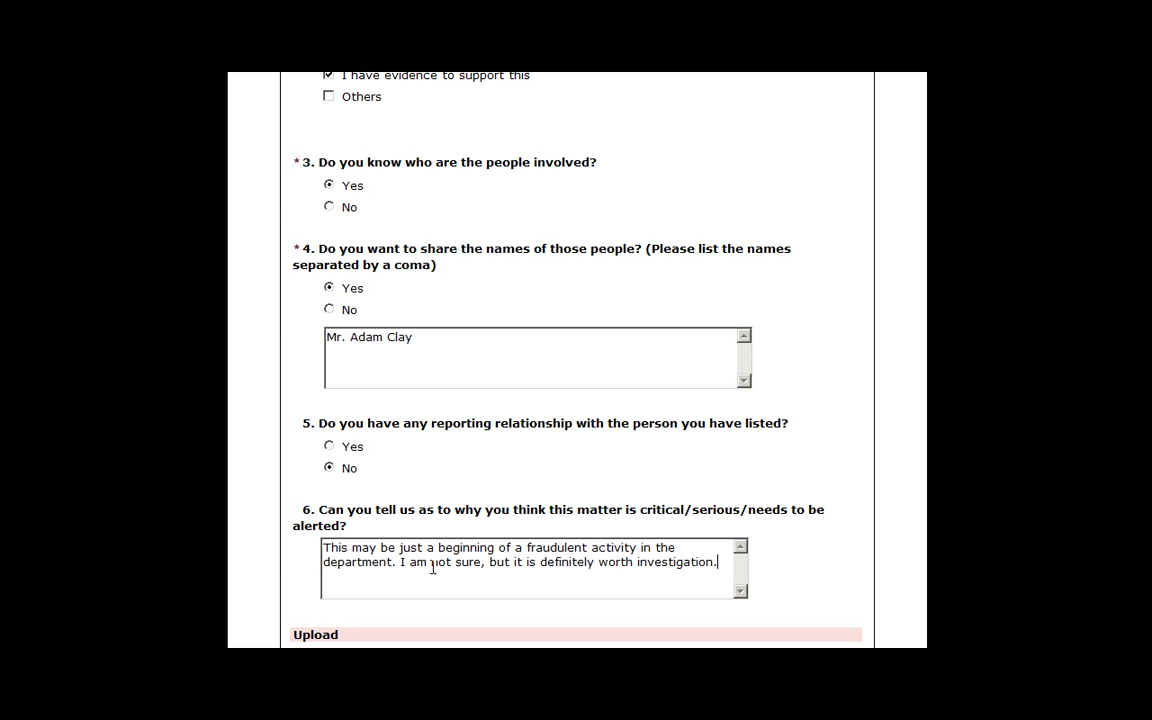 I have evidence to support this
Others
* 3. Do you know who are the people involved?
Yes
No
* 4. Do you want to share the names of those people? (Please list the names
separated by a coma)
Yes
No
Mr. Adam Clay
5. Do you have any reporting relationship with the person you have listed?
Yes
No
6. Can you tell us as to why you think this matter is critical/serious/needs to be
alerted?
This may be just a beginning of a fraudulent activity in the
department. I am not sure, but it is definitely worth investigation.
Upload